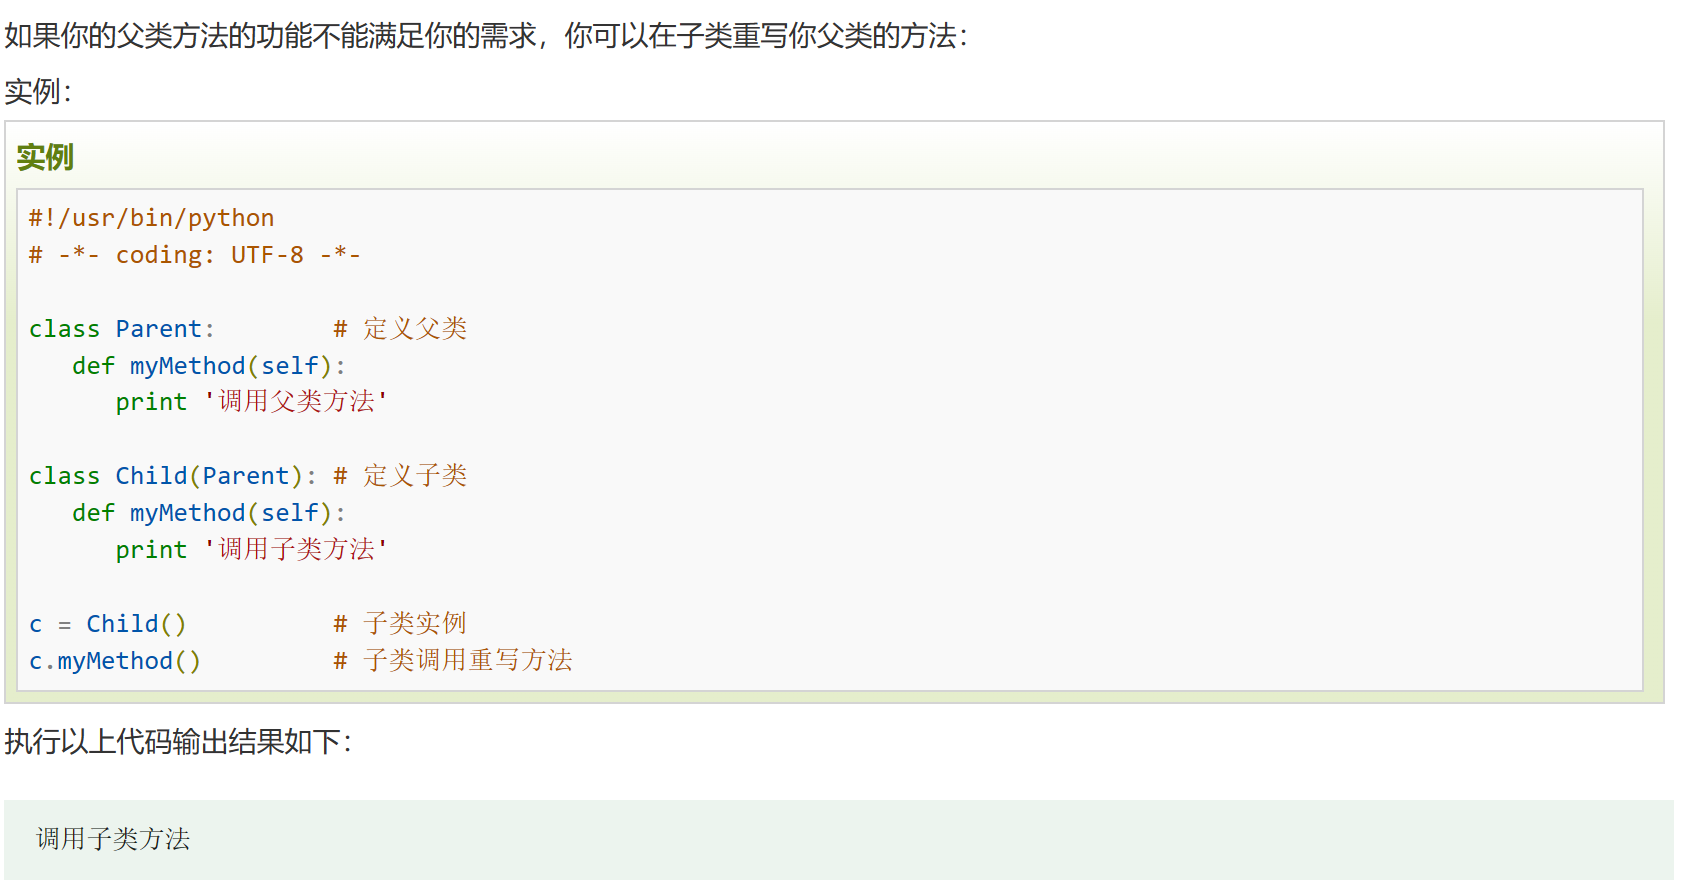 如果你的父类方法的功能不能满足你的需求，你可以在子类重写你父类的方法：
实例：
实例
#!/usr/bin/python
# -*- coding: UTF-8 -*-
class Parent:        # 定义父类
   def myMethod(self):
      print '调用父类方法'
class Child(Parent): # 定义子类
   def myMethod(self):
      print '调用子类方法'
c = Child()          # 子类实例
c.myMethod()         # 子类调用重写方法
执行以上代码输出结果如下：
调用子类方法